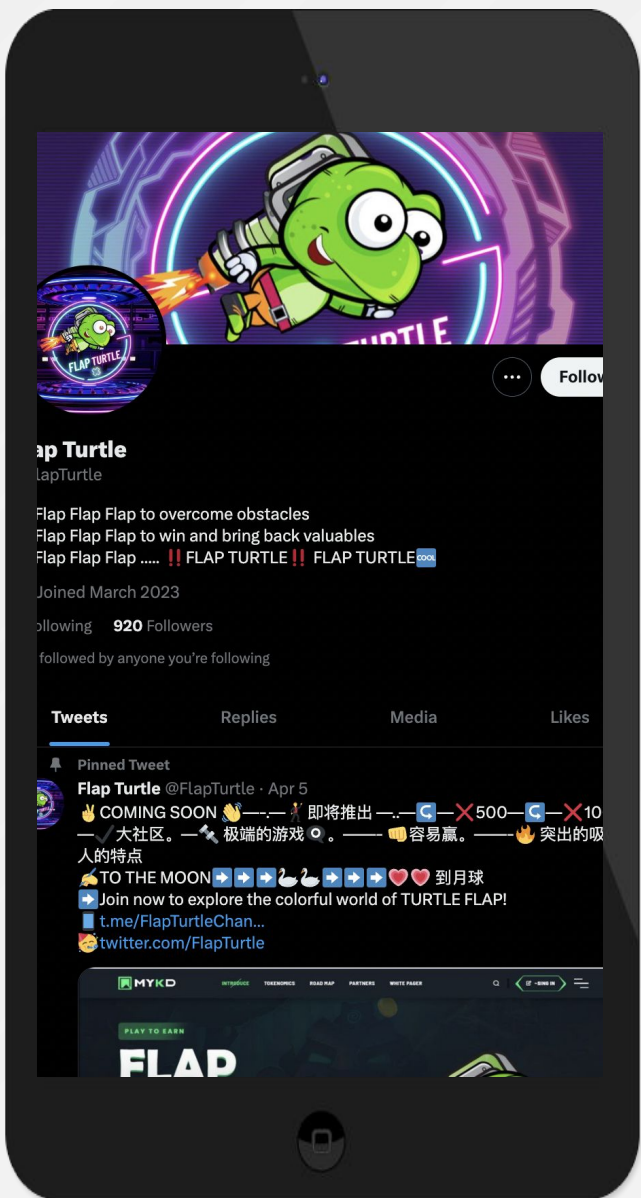 TURTLE
FLAP TURTLE
Follow
ap Turtle
lapTurtle
Flap Flap Flap to overcome obstacles
Flap Flap Flap to win and bring back valuables
Flap Flap Flap ..... ‼️FLAP TURTLE‼️ FLAP TURTLE🆒
Joined March 2023
ollowing 920 Followers
followed by anyone you're following
Tweets Replies Media Likes
Pinned Tweet
Flap Turtle @FlapTurtle · Apr 5
✌️COMING SOON 👋—-.— 🕴 即将推出 —..—↪️—❌500—↪️—❌10
—✔️大社区。—🔩 极端的游戏🍳。——- 👊容易赢。——-🔥 突出的吸
人的特点
✍️TO THE MOON➡️➡️➡️🦢🦢➡️➡️➡️❤️❤️ 到月球
➡️Join now to explore the colorful world of TURTLE FLAP!
📘t.me/FlapTurtleChan...
🥳twitter.com/FlapTurtle
MYKD INTRODUCE TOKENOMICS ROAD MAP PARTNERS WHITE PAGER ~SING IN
PLAY TO EARN
FLAP